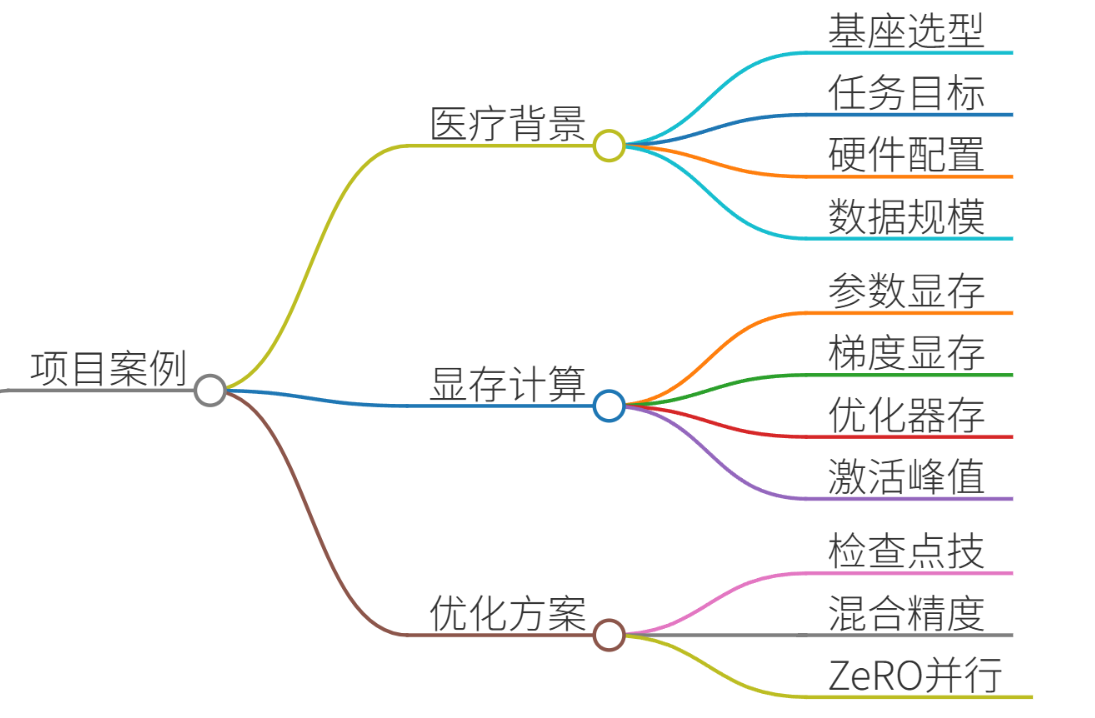 项目案例
医疗背景
基座选型
任务目标
硬件配置
数据规模
显存计算
参数显存
梯度显存
优化器存
激活峰值
优化方案
检查点技
混合精度
ZeRO并行